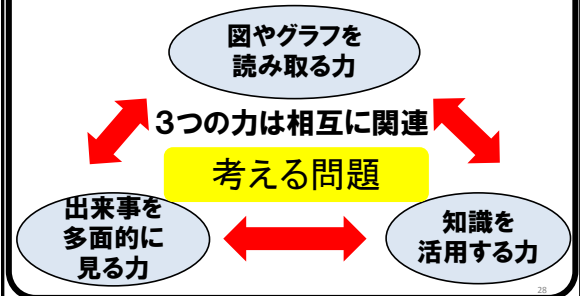 図やグラフを
読み取る力
3つの力は相互に関連
考える問題
出来事を
多面的に
見る力
知識を
活用する力
28